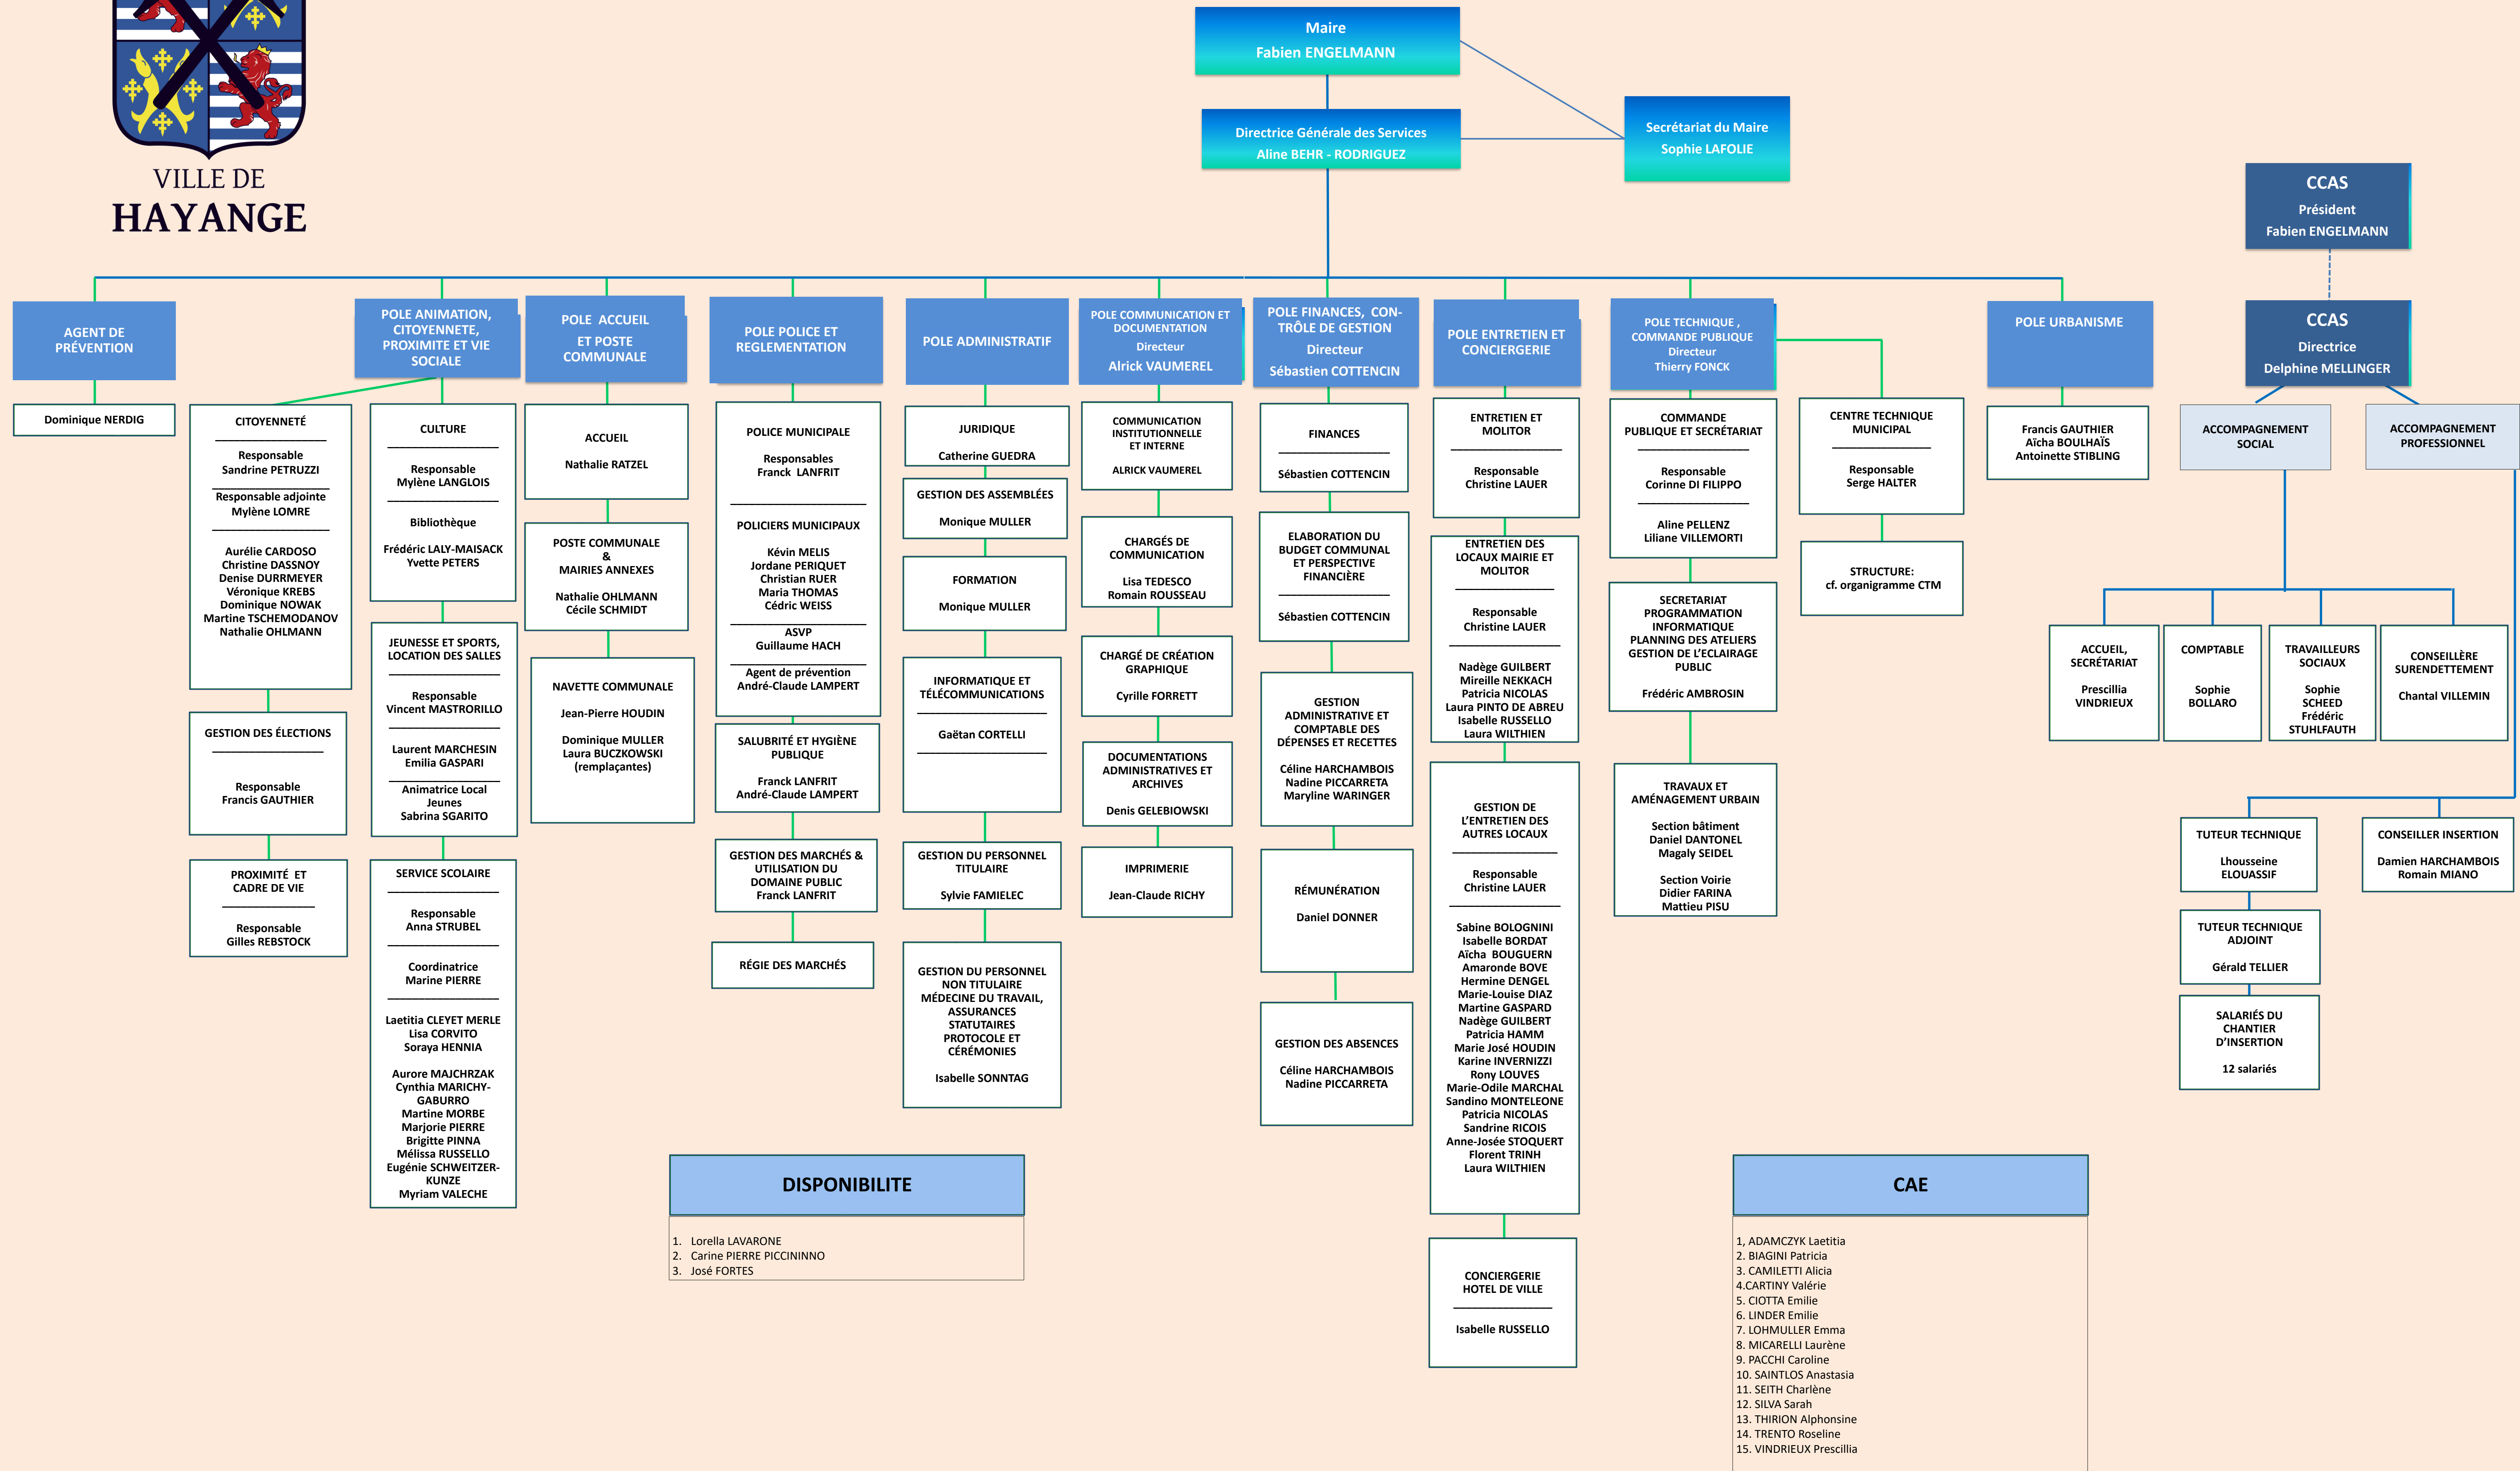 VILLE DE
HAYANGE
Maire
Fabien ENGELMANN
Directrice Générale des Services
Aline BEHR - RODRIGUEZ
Secrétariat du Maire
Sophie LAFOLIE
CCAS
Président
Fabien ENGELMANN
AGENT DE
PRÉVENTION
Dominique NERDIG
POLE ANIMATION,
CITOYENNETE,
PROXIMITE ET VIE
SOCIALE
CITOYENNETÉ
Responsable
Sandrine PETRUZZI
Responsable adjointe
Mylène LOMRE
Aurélie CARDOSO
Christine DASSNOY
Denise DURRMEYER
Véronique KREBS
Dominique NOWAK
Martine TSCHEMODANOV
Nathalie OHLMANN
GESTION DES ÉLECTIONS
Responsable
Francis GAUTHIER
PROXIMITÉ ET
CADRE DE VIE
Responsable
Gilles REBSTOCK
CULTURE
Responsable
Mylène LANGLOIS
Bibliothèque
Frédéric LALY-MAISACK
Yvette PETERS
JEUNESSE ET SPORTS,
LOCATION DES SALLES
Responsable
Vincent MASTRORILLO
Laurent MARCHESIN
Emilia GASPARI
Animatrice Local
Jeunes
Sabrina SGARITO
SERVICE SCOLAIRE
Responsable
Anna STRUBEL
Coordinatrice
Marine PIERRE
Laetitia CLEYET MERLE
Lisa CORVITO
Soraya HENNIA
Aurore MAJCHRZAK
Cynthia MARICHY-
GABURRO
Martine MORBE
Marjorie PIERRE
Brigitte PINNA
Mélissa RUSSELLO
Eugénie SCHWEITZER-
KUNZE
Myriam VALECHE
POLE ACCUEIL
ET POSTE
COMMUNALE
ACCUEIL
Nathalie RATZEL
POSTE COMMUNALE
&
MAIRIES ANNEXES
Nathalie OHLMANN
Cécile SCHMIDT
NAVETTE COMMUNALE
Jean-Pierre HOUDIN
Dominique MULLER
Laura BUCZKOWSKI
(remplaçantes)
POLE POLICE ET
REGLEMENTATION
POLICE MUNICIPALE
Responsables
Franck LANFRIT
POLICIERS MUNICIPAUX
Kévin MELIS
Jordane PERIQUET
Christian RUER
Maria THOMAS
Cédric WEISS
ASVP
Guillaume HACH
Agent de prévention
André-Claude LAMPERT
SALUBRITÉ ET HYGIÈNE
PUBLIQUE
Franck LANFRIT
André-Claude LAMPERT
GESTION DES MARCHÉS &
UTILISATION DU
DOMAINE PUBLIC
Franck LANFRIT
RÉGIE DES MARCHÉS
POLE ADMINISTRATIF
JURIDIQUE
Catherine GUEDRA
GESTION DES ASSEMBLÉES
Monique MULLER
FORMATION
Monique MULLER
INFORMATIQUE ET
TÉLÉCOMMUNICATIONS
Gaëtan CORTELLI
GESTION DU PERSONNEL
TITULAIRE
Sylvie FAMIELEC
GESTION DU PERSONNEL
NON TITULAIRE
MÉDECINE DU TRAVAIL,
ASSURANCES
STATUTAIRES
PROTOCOLE ET
CÉRÉMONIES
Isabelle SONNTAG
POLE COMMUNICATION ET
DOCUMENTATION
Directeur
Alrick VAUMEREL
COMMUNICATION
INSTITUTIONNELLE
ET INTERNE
ALRICK VAUMEREL
CHARGÉS DE
COMMUNICATION
Lisa TEDESCO
Romain ROUSSEAU
CHARGÉ DE CRÉATION
GRAPHIQUE
Cyrille FORRETT
DOCUMENTATIONS
ADMINISTRATIVES ET
ARCHIVES
Denis GELEBIOWSKI
IMPRIMERIE
Jean-Claude RICHY
POLE FINANCES, CON-
TRÔLE DE GESTION
Directeur
Sébastien COTTENCIN
FINANCES
Sébastien COTTENCIN
ELABORATION DU
BUDGET COMMUNAL
ET PERSPECTIVE
FINANCIÈRE
Sébastien COTTENCIN
GESTION
ADMINISTRATIVE ET
COMPTABLE DES
DÉPENSES ET RECETTES
Céline HARCHAMBOIS
Nadine PICCARRETA
Maryline WARINGER
RÉMUNÉRATION
Daniel DONNER
GESTION DES ABSENCES
Céline HARCHAMBOIS
Nadine PICCARRETA
POLE ENTRETIEN ET
CONCIERGERIE
ENTRETIEN ET
MOLITOR
Responsable
Christine LAUER
ENTRETIEN DES
LOCAUX MAIRIE ET
MOLITOR
Responsable
Christine LAUER
Nadège GUILBERT
Mireille NEKKACH
Patricia NICOLAS
Laura PINTO DE ABREU
Isabelle RUSSELLO
Laura WILTHIEN
GESTION DE
L'ENTRETIEN DES
AUTRES LOCAUX
Responsable
Christine LAUER
Sabine BOLOGNINI
Isabelle BORDAT
Aïcha BOUGUERN
Amaronde BOVE
Hermine DENGEL
Marie-Louise DIAZ
Martine GASPARD
Nadège GUILBERT
Patricia HAMM
Marie José HOUDIN
Karine INVERNIZZI
Rony LOUVES
Marie-Odile MARCHAL
Sandino MONTELEONE
Patricia NICOLAS
Sandrine RICOIS
Anne-Josée STOQUERT
Florent TRINH
Laura WILTHIEN
CONCIERGERIE
HOTEL DE VILLE
Isabelle RUSSELLO
POLE TECHNIQUE ,
COMMANDE PUBLIQUE
Directeur
Thierry FONCK
COMMANDE
PUBLIQUE ET SECRÉTARIAT
Responsable
Corinne DI FILIPPO
Aline PELLENZ
Liliane VILLEMORTI
SECRETARIAT
PROGRAMMATION
INFORMATIQUE
PLANNING DES ATELIERS
GESTION DE L'ECLAIRAGE
PUBLIC
Frédéric AMBROSIN
TRAVAUX ET
AMÉNAGEMENT URBAIN
Section bâtiment
Daniel DANTONEL
Magaly SEIDEL
Section Voirie
Didier FARINA
Mattieu PISU
CENTRE TECHNIQUE
MUNICIPAL
Responsable
Serge HALTER
STRUCTURE:
cf. organigramme CTM
POLE URBANISME
Francis GAUTHIER
Aïcha BOULHAÏS
Antoinette STIBLING
CCAS
Directrice
Delphine MELLINGER
ACCOMPAGNEMENT
SOCIAL
ACCOMPAGNEMENT
PROFESSIONNEL
ACCUEIL,
SECRÉTARIAT
Prescillia
VINDRIEUX
COMPTABLE
Sophie
BOLLARO
TRAVAILLEURS
SOCIAUX
Sophie
SCHEED
Frédéric
STUHLFAUTH
CONSEILLÈRE
SURENDETTEMENT
Chantal VILLEMIN
TUTEUR TECHNIQUE
Lhousseine
ELOUASSIF
CONSEILLER INSERTION
Damien HARCHAMBOIS
Romain MIANO
TUTEUR TECHNIQUE
ADJOINT
Gérald TELLIER
SALARIÉS DU
CHANTIER
D'INSERTION
12 salariés
DISPONIBILITE
1. Lorella LAVARONE
2. Carine PIERRE PICCININNO
3. José FORTES
CAE
1, ADAMCZYK Laetitia
2. BIAGINI Patricia
3. CAMILETTI Alicia
4.CARTINY Valérie
5. CIOTTA Emilie
6. LINDER Emilie
7. LOHMULLER Emma
8. MICARELLI Laurène
9. PACCHI Caroline
10. SAINTLOS Anastasia
11. SEITH Charlène
12. SILVA Sarah
13. THIRION Alphonsine
14. TRENTO Roseline
15. VINDRIEUX Prescillia